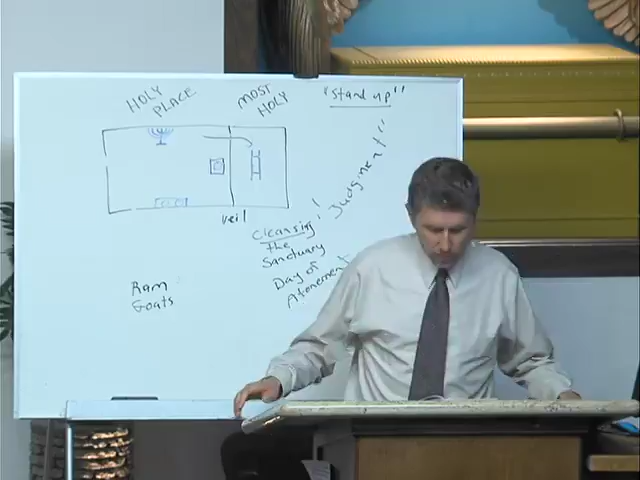 HOLY
PLACE
MOST
HOLY
"stand up"
Judgment"
veil
Cleansing
the
Sanctuary
Day of
Atonement
Ram
Goats